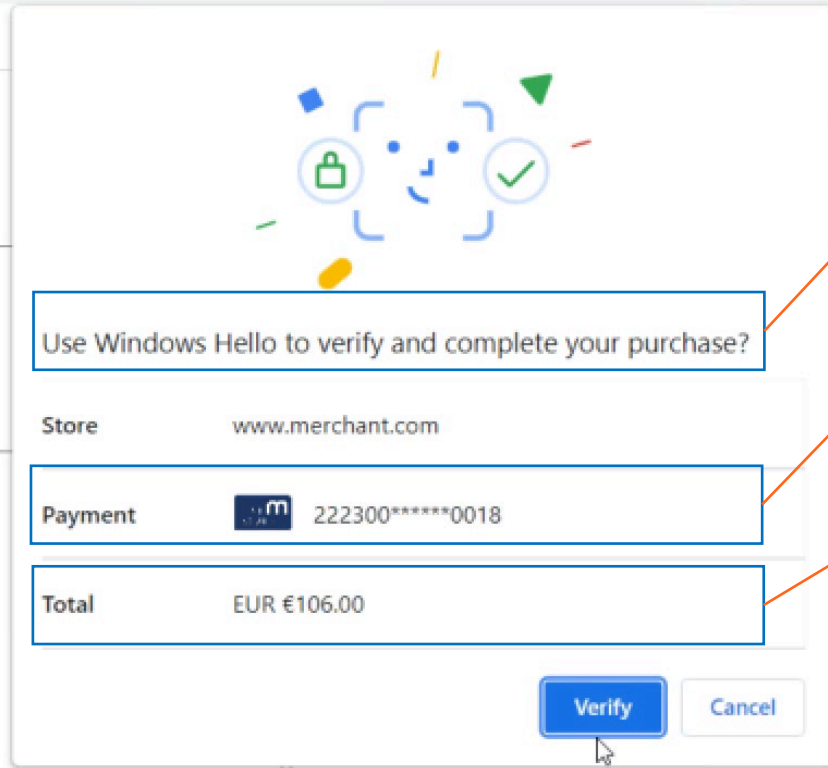 Use Windows Hello to verify and complete your purchase?
Store www.merchant.com
Payment m 222300******0018
Total EUR €106.00
Verify Cancel